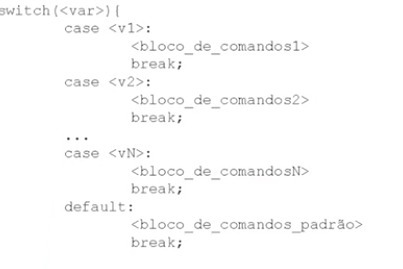 switch(<var>){
case <v1>:
<bloco_de_comandos1>
break;
case <v2>:
<bloco_de_comandos2>
break;
...
case <vN>:
<bloco_de_comandosN>
break;
default:
<bloco_de_comandos_padrão>
break;